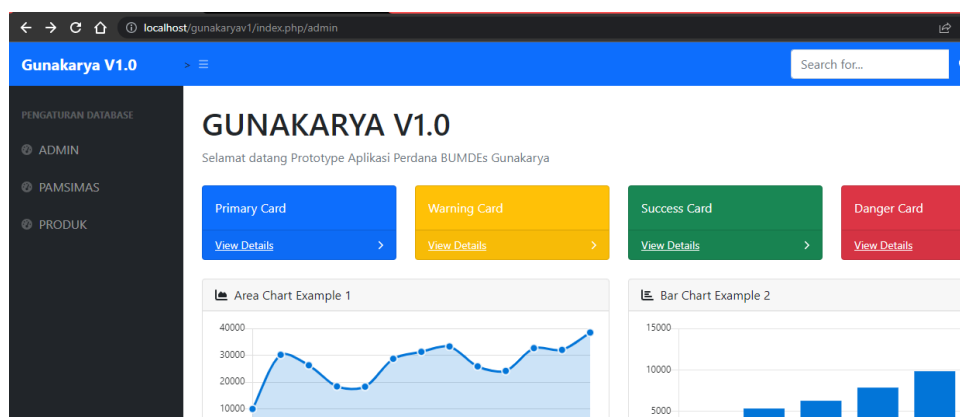 localhost/gunakaryav1/index.php/admin
Gunakarya V1.0
>
Search for...
PENGATURAN DATABASE
ADMIN
PAMSIMAS
PRODUK
GUNAKARYA V1.0
Selamat datang Prototype Aplikasi Perdana BUMDEs Gunakarya
Primary Card
View Details
Warning Card
View Details
Success Card
View Details
Danger Card
View Details
Area Chart Example 1
40000
30000
20000
10000
Bar Chart Example 2
15000
10000
5000